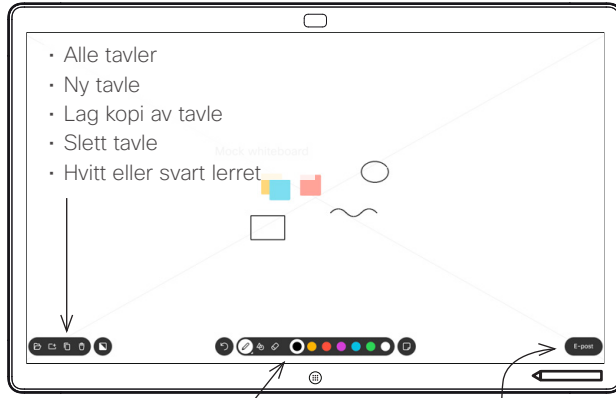 • Alle tavler
• Ny tavle
• Lag kopi av tavle
• Slett tavle
Mock whiteboard
• Hvitt eller svart lerret
E-post